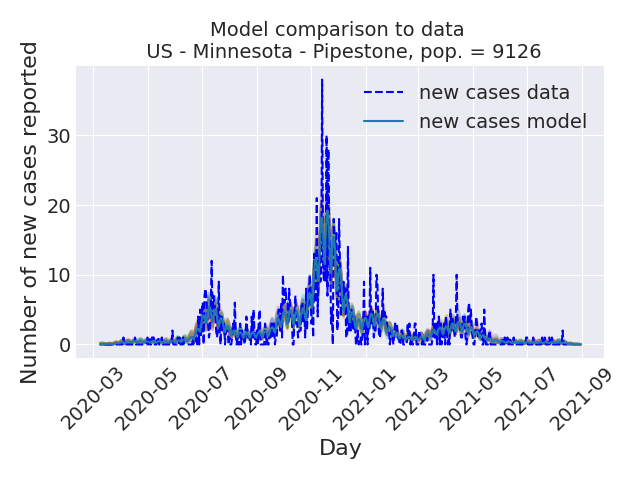 Model comparison to data
US - Minnesota - Pipestone, pop. = 9126
Number of new cases reported
30
20
10
0
new cases data
new cases model
2020-03
2020-05
2020-07
2020-09
2020-11
2021-01
2021-03
2021-05
2021-07
2021-09
Day